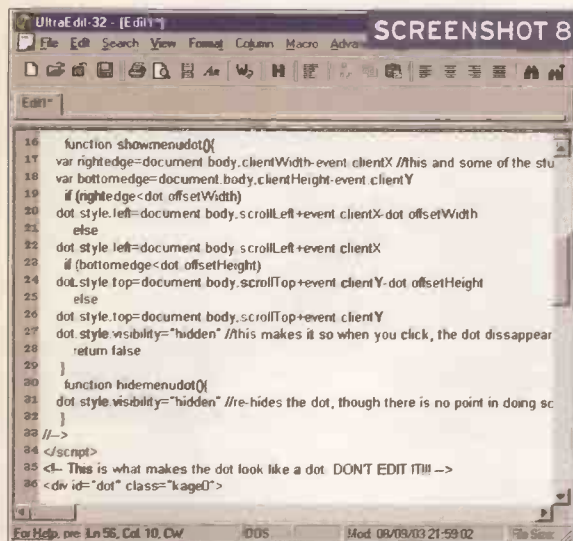 UltraEdit-32 - [Edit1*]
SCREENSHOT 8
File Edit Search View Format Column Macro Adva
Edit1*
16 function showmenudot(){
17 var rightedge=document.body.clientWidth-event.clientX //this and some of the stu
18 var bottomedge=document.body.clientHeight-event.clientY
19 if (rightedge<dot.offsetWidth)
20 dot.style.left=document.body.scrollLeft+event.clientX-dot.offsetWidth
21 else
22 dot.style.left=document.body.scrollLeft+event.clientX
23 if (bottomedge<dot.offsetHeight)
24 dot.style.top=document.body.scrollTop+event.clientY-dot.offsetHeight
25 else
26 dot.style.top=document.body.scrollTop+event.clientY
27 dot.style.visibility="hidden" //this makes it so when you click, the dot dissappear
28 return false
29 }
30 function hidemenudot(){
31 dot.style.visibility="hidden" //re-hides the dot, though there is no point in doing sc
32 }
33 //-->
34 </script>
35 <!-- This is what makes the dot look like a dot. DON'T EDIT IT!!! -->
36 <div id="dot" class="kage0">
For Help, pre Ln 56, Col. 10, CW DOS Mod: 08/09/03 21:59:02 File Size: